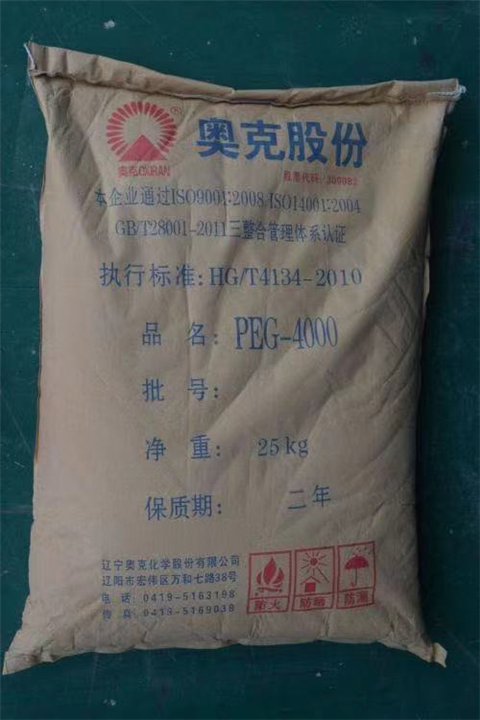 ®
奥克OXIRAN
奥克股份
股票代码:300082
本企业通过ISO9001:2008/ISO14001:2004
GB/T28001-2011三整合管理体系认证
执行标准: HG/T4134-2010
品 名: PEG-4000
批 号:
净 重: 25kg
保质期: 二年
辽宁奥克化学股份有限公司
辽阳市宏伟区万和七路38号
电 话: 0419-5163198
传 真: 0419-5169038
防火 防晒 防潮